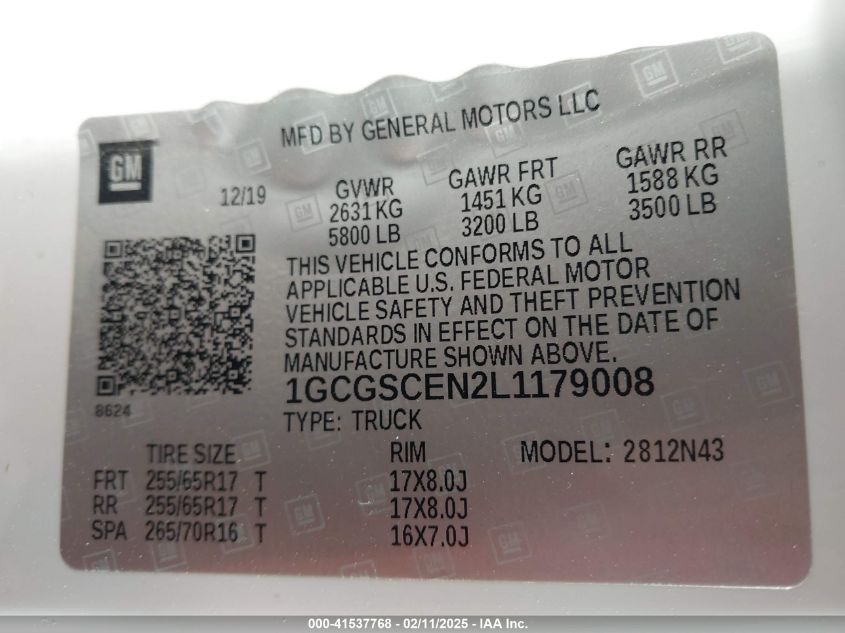 MFD BY GENERAL MOTORS LLC
GM
12/19
GVWR GAWR FRT GAWR RR
2631 KG 1451 KG 1588 KG
5800 LB 3200 LB 3500 LB
THIS VEHICLE CONFORMS TO ALL
APPLICABLE U.S. FEDERAL MOTOR
VEHICLE SAFETY AND THEFT PREVENTION
STANDARDS IN EFFECT ON THE DATE OF
MANUFACTURE SHOWN ABOVE.
1GCGSCEN2L1179008
8624
TYPE: TRUCK
TIRE SIZE RIM MODEL: 2812N43
FRT 255/65R17 T 17X8.0J
RR 255/65R17 T 17X8.0J
SPA 265/70R16 T 16X7.0J
000-41537768 - 02/11/2025 - IAA Inc.